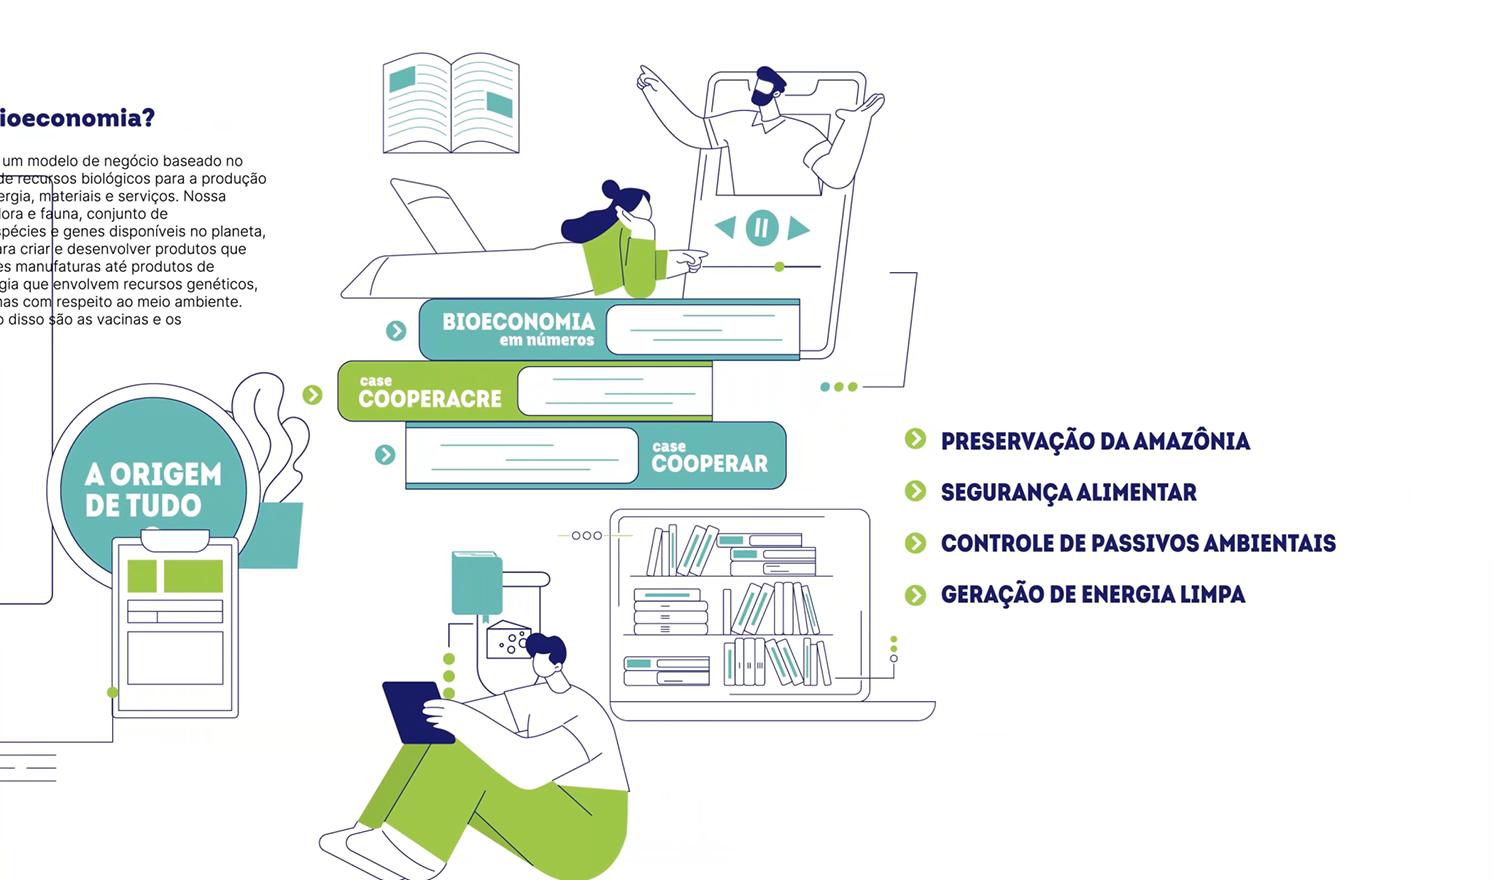 ioeconomia?
um modelo de negócio baseado no
de recursos biológicos para a produção
ergia, materiais e serviços. Nossa
lora e fauna, conjunto de
spécies e genes disponíveis no planeta,
ara criar e desenvolver produtos que
es manufaturas até produtos de
gia que envolvem recursos genéticos,
nas com respeito ao meio ambiente.
o disso são as vacinas e os
A ORIGEM
DE TUDO
BIOECONOMIA
em números
case
COOPERACRE
case
COOPERAR
PRESERVAÇÃO DA AMAZÔNIA
SEGURANÇA ALIMENTAR
CONTROLE DE PASSIVOS AMBIENTAIS
GERAÇÃO DE ENERGIA LIMPA